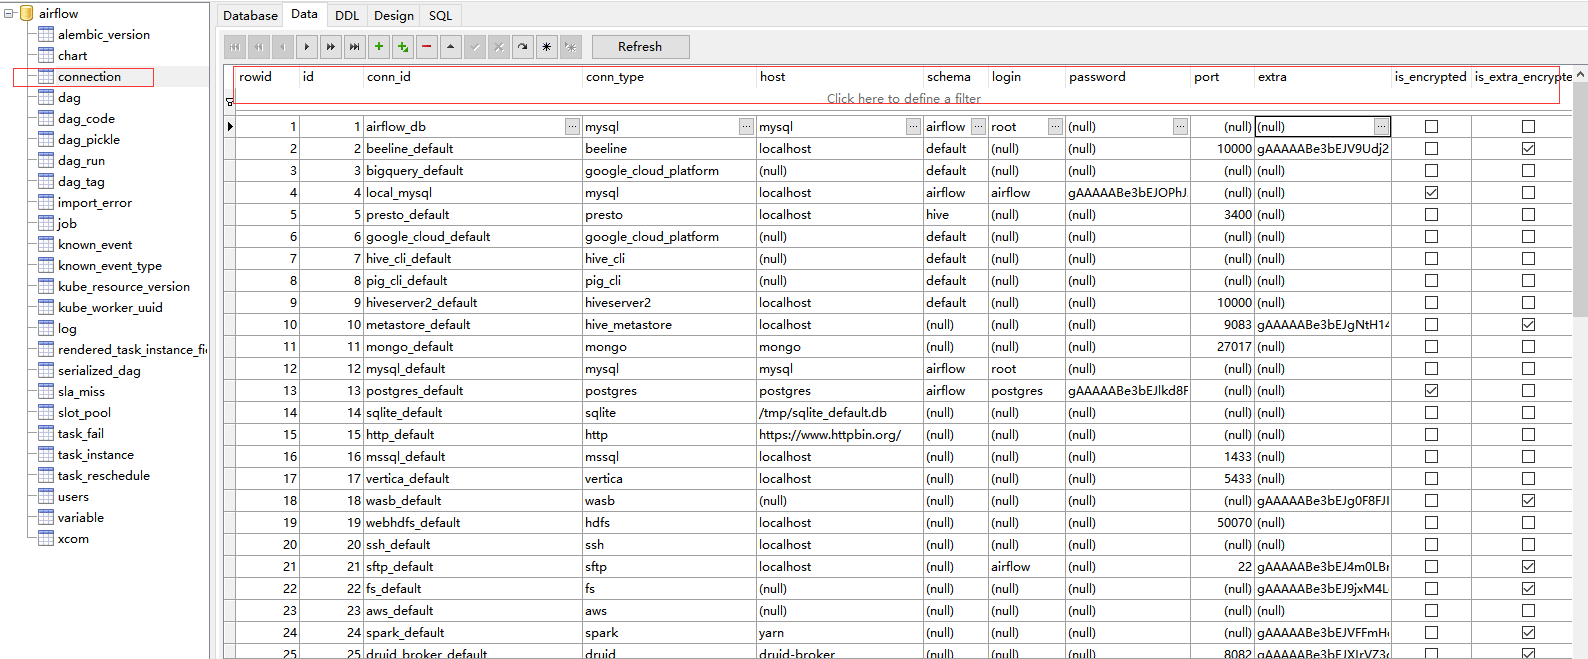 airflow
alembic_version
chart
connection
dag
dag_code
dag_pickle
dag_run
dag_tag
import_error
job
known_event
known_event_type
kube_resource_version
kube_worker_uuid
log
rendered_task_instance_fi
serialized_dag
sla_miss
slot_pool
task_fail
task_instance
task_reschedule
users
variable
xcom
Database Data DDL Design SQL
Refresh
rowid id conn_id conn_type host schema login password port extra is_encrypted is_extra_encrypte
Click here to define a filter
1 1 airflow_db ... mysql ... mysql ... airflow ... root ... (null) ... (null) (null) ...
2 2 beeline_default beeline localhost default (null) (null) 10000 gAAAAABe3bEJV9Udj2
3 3 bigquery_default google_cloud_platform (null) default (null) (null) (null) (null)
4 4 local_mysql mysql localhost airflow airflow gAAAAABe3bEJOPhJ. (null) (null)
5 5 presto_default presto localhost hive (null) (null) 3400 (null)
6 6 google_cloud_default google_cloud_platform (null) default (null) (null) (null) (null)
7 7 hive_cli_default hive_cli (null) default (null) (null) (null) (null)
8 8 pig_cli_default pig_cli (null) default (null) (null) (null) (null)
9 9 hiveserver2_default hiveserver2 localhost default (null) (null) 10000 (null)
10 10 metastore_default hive_metastore localhost (null) (null) (null) 9083 gAAAAABe3bEJgNtH14
11 11 mongo_default mongo mongo (null) (null) (null) 27017 (null)
12 12 mysql_default mysql mysql airflow root (null) (null) (null)
13 13 postgres_default postgres postgres airflow postgres gAAAAABe3bEJlkd8F (null) (null)
14 14 sqlite_default sqlite /tmp/sqlite_default.db (null) (null) (null) (null) (null)
15 15 http_default http https://www.httpbin.org/ (null) (null) (null) (null) (null)
16 16 mssql_default mssql localhost (null) (null) (null) 1433 (null)
17 17 vertica_default vertica localhost (null) (null) (null) 5433 (null)
18 18 wasb_default wasb (null) (null) (null) (null) (null) gAAAAABe3bEJg0F8FJI
19 19 webhdfs_default hdfs localhost (null) (null) (null) 50070 (null)
20 20 ssh_default ssh localhost (null) (null) (null) (null) (null)
21 21 sftp_default sftp localhost (null) airflow (null) 22 gAAAAABe3bEJ4m0LBr
22 22 fs_default fs (null) (null) (null) (null) (null) gAAAAABe3bEJ9jxM4L
23 23 aws_default aws (null) (null) (null) (null) (null) (null)
24 24 spark_default spark yarn (null) (null) (null) (null) gAAAAABe3bEJVFFmH
25 25 druid_broker_default druid druid-broker (null) (null) (null) 8082 gAAAAABe3bEJXJrVZ3